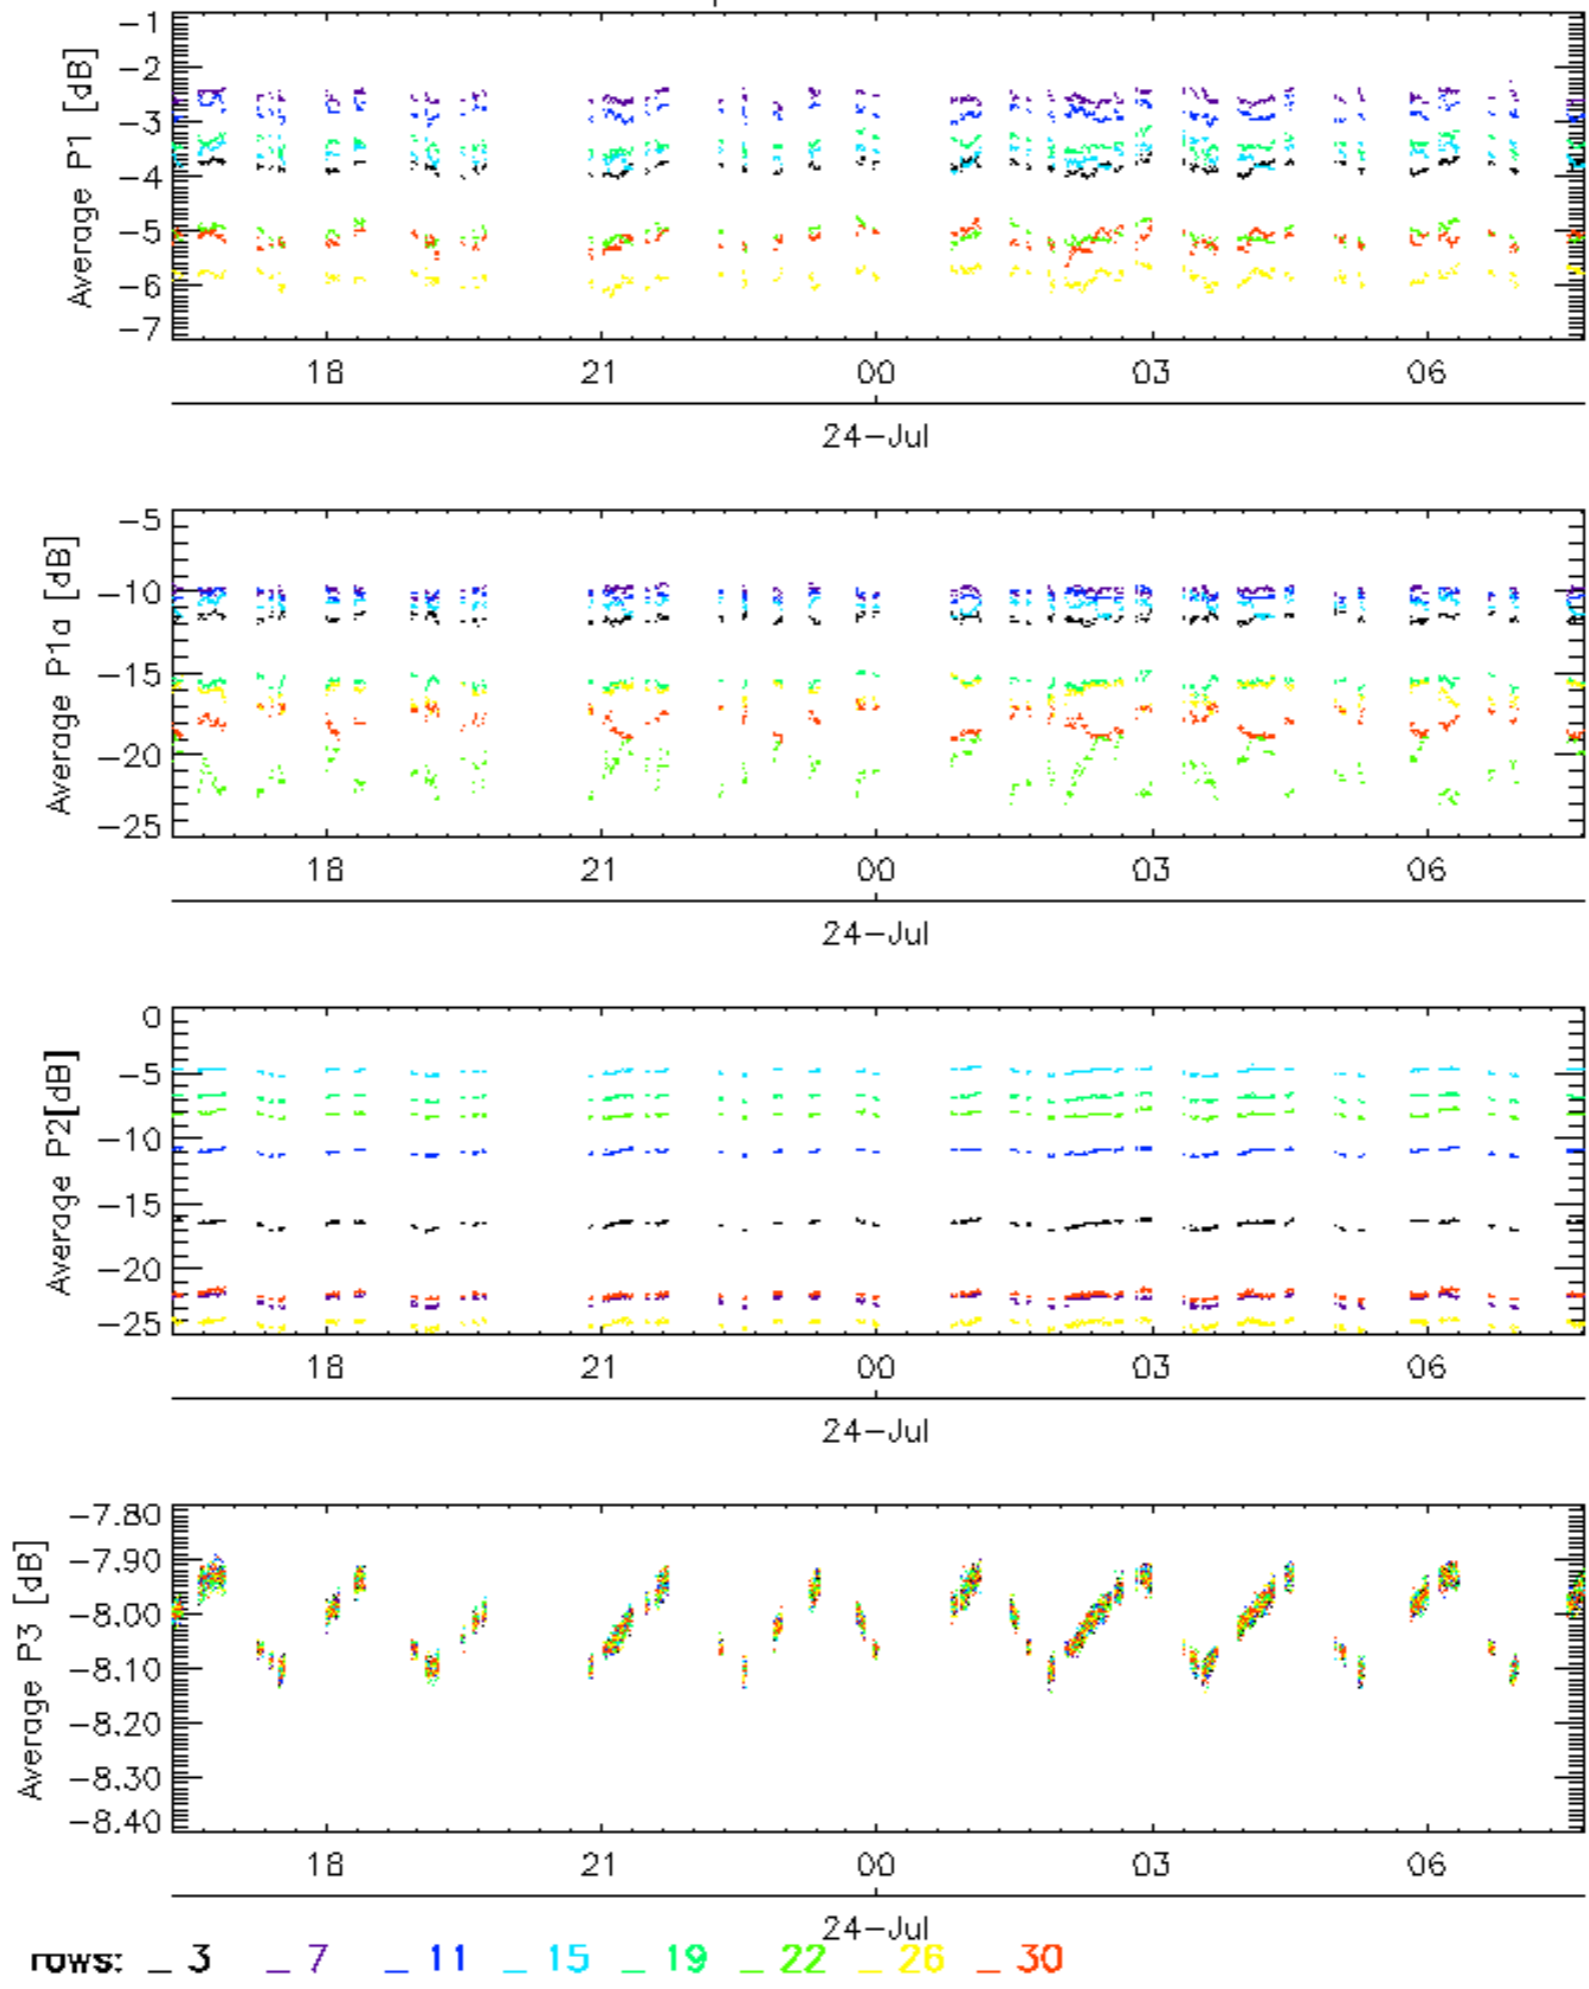 -1
-2
-3
-4
-5
-6
-7
Average P1 [dB]
18 21 00 03 06
24-Jul
-5
-10
-15
-20
-25
Average P1a [dB]
18 21 00 03 06
24-Jul
0
-5
-10
-15
-20
-25
Average P2[dB]
18 21 00 03 06
24-Jul
-7.80
-7.90
-8.00
-8.10
-8.20
-8.30
-8.40
Average P3 [dB]
18 21 00 03 06
24-Jul
rows: _ 3 _ 7 _ 11 _ 15 _ 19 _ 22 _ 26 _ 30